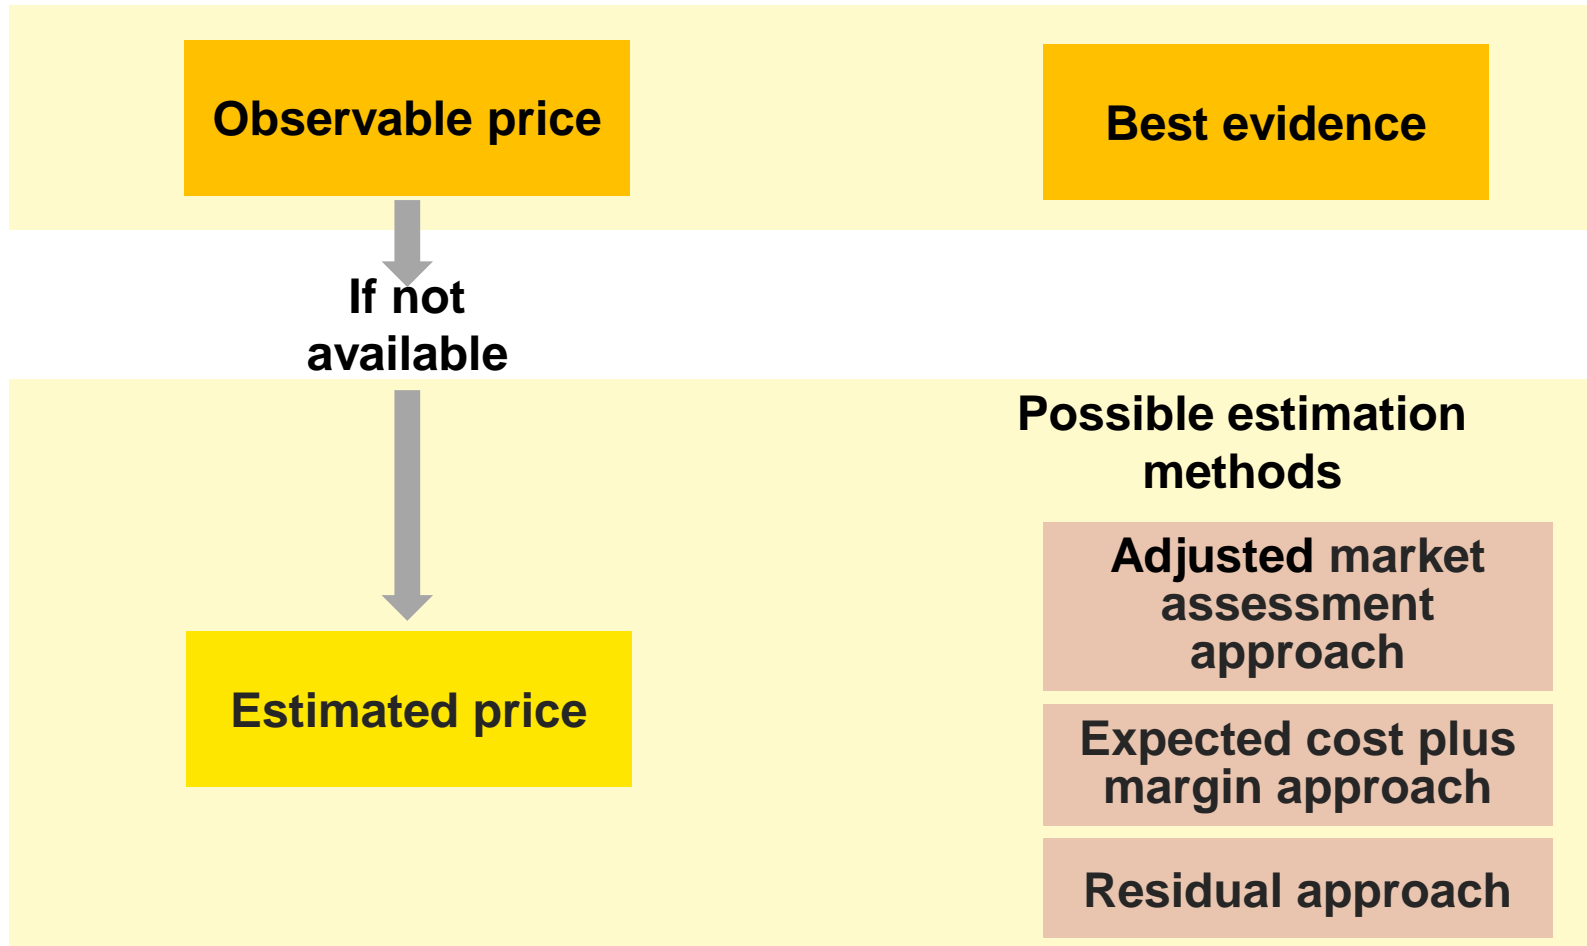 Observable price
Best evidence
If not
available
Possible estimation
methods
Adjusted market
assessment
approach
Estimated price
Expected cost plus
margin approach
Residual approach